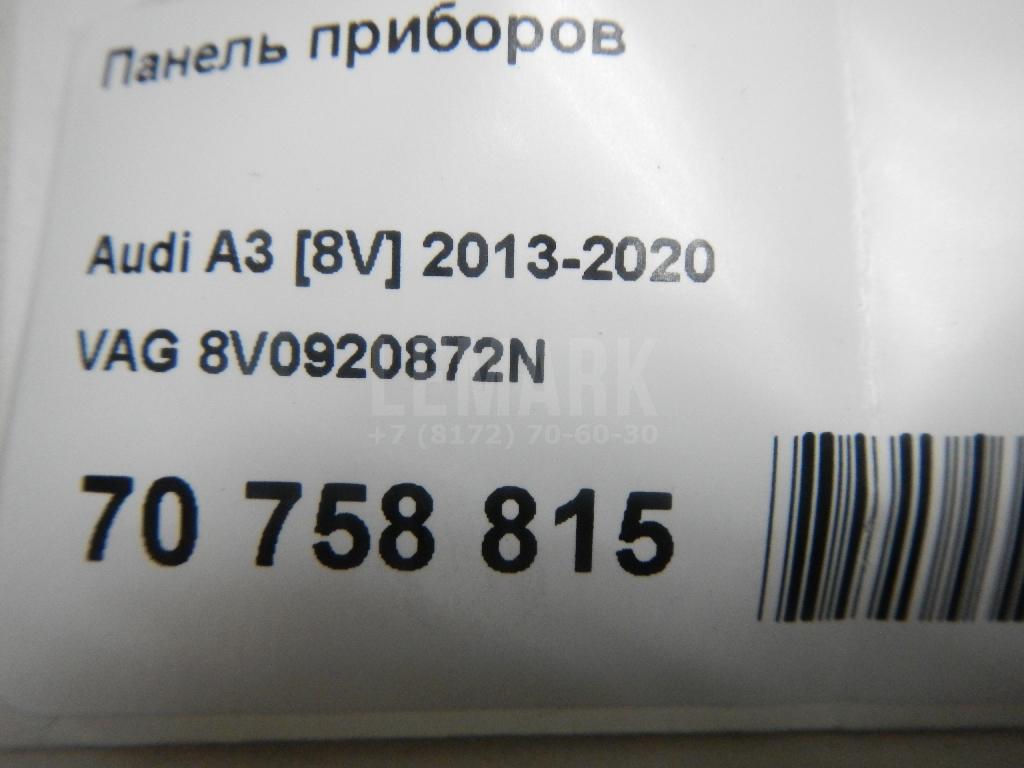 Панель приборов
Audi A3 [8V] 2013-2020
VAG 8V0920872N
LEMARK
+7 (8172) 70-60-30
70 758 815